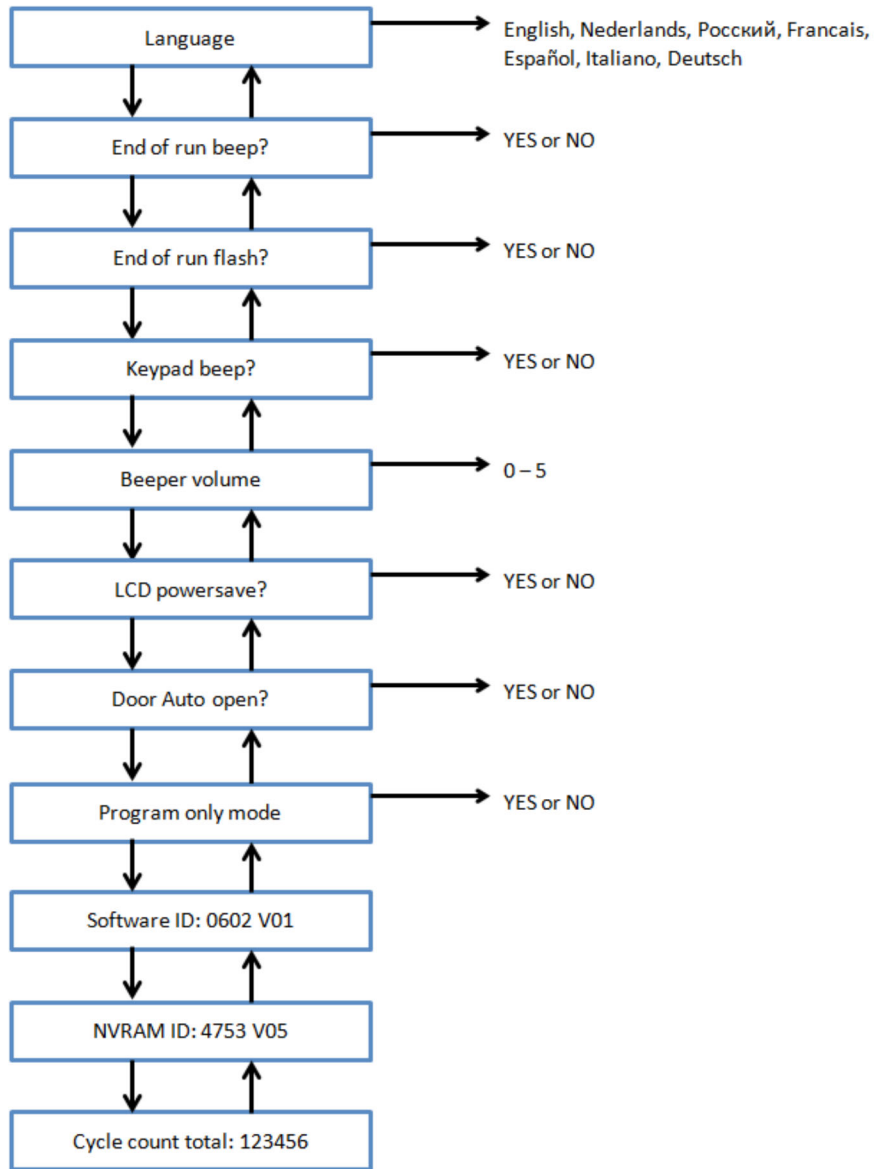 Language
English, Nederlands, Росский, Francais,
Español, Italiano, Deutsch
End of run beep?
YES or NO
End of run flash?
YES or NO
Keypad beep?
YES or NO
Beeper volume
0 – 5
LCD powersave?
YES or NO
Door Auto open?
YES or NO
Program only mode
YES or NO
Software ID: 0602 V01
NVRAM ID: 4753 V05
Cycle count total: 123456